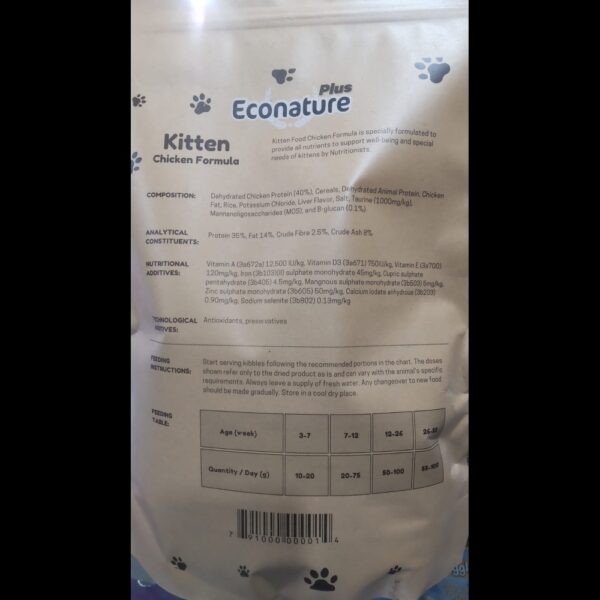 Plus
Econature
Kitten
Chicken Formula
Kitten Food Chicken Formula is specially formulated to
provide all nutrients to support well-being and special
needs of kittens by Nutritionists.
COMPOSITION:
Dehydrated Chicken Protein (40%), Cereals, Dehydrated Animal Protein, Chicken
Fat, Rice, Potassium Chloride, Liver Flavor, Salt, Taurine (1000mg/kg),
Mannanoligosaccharides (MOS), and B-glucan (0.1%).
ANALYTICAL
CONSTITUENTS:
Protein 36%, Fat 14%, Crude Fibre 2.5%, Crude Ash 8%
NUTRITIONAL
ADDITIVES:
Vitamin A (3a672a) 12,500 IU/kg, Vitamin D3 (3a671) 750IU/kg, Vitamin E (3a700)
120mg/kg, Iron (3b103)(II) sulphate monohydrate 45mg/kg, Cupric sulphate
pentahydrate (3b405) 4.5mg/kg, Mangnous sulphate monohydrate (3b503) 6mg/kg,
Zinc sulphate monohydrate (3b605) 50mg/kg, Calcium iodate anhydrous (3b203)
0.90mg/kg, Sodium selenite (3b802) 0.13mg/kg
Antioxidants, preservatives
FEEDING
INSTRUCTIONS:
Start serving kibbles following the recommended portions in the chart. The doses
shown refer only to the dried product as is and can vary with the animal's specific
requirements. Always leave a supply of fresh water. Any changeover to new food
should be made gradually. Store in a cool dry place.
FEEDING
TABLE:
Age (week) 3-7 7-12 12-26
Quantity / Day (g) 10-20 20-75 50-100
7 91000 00001 4